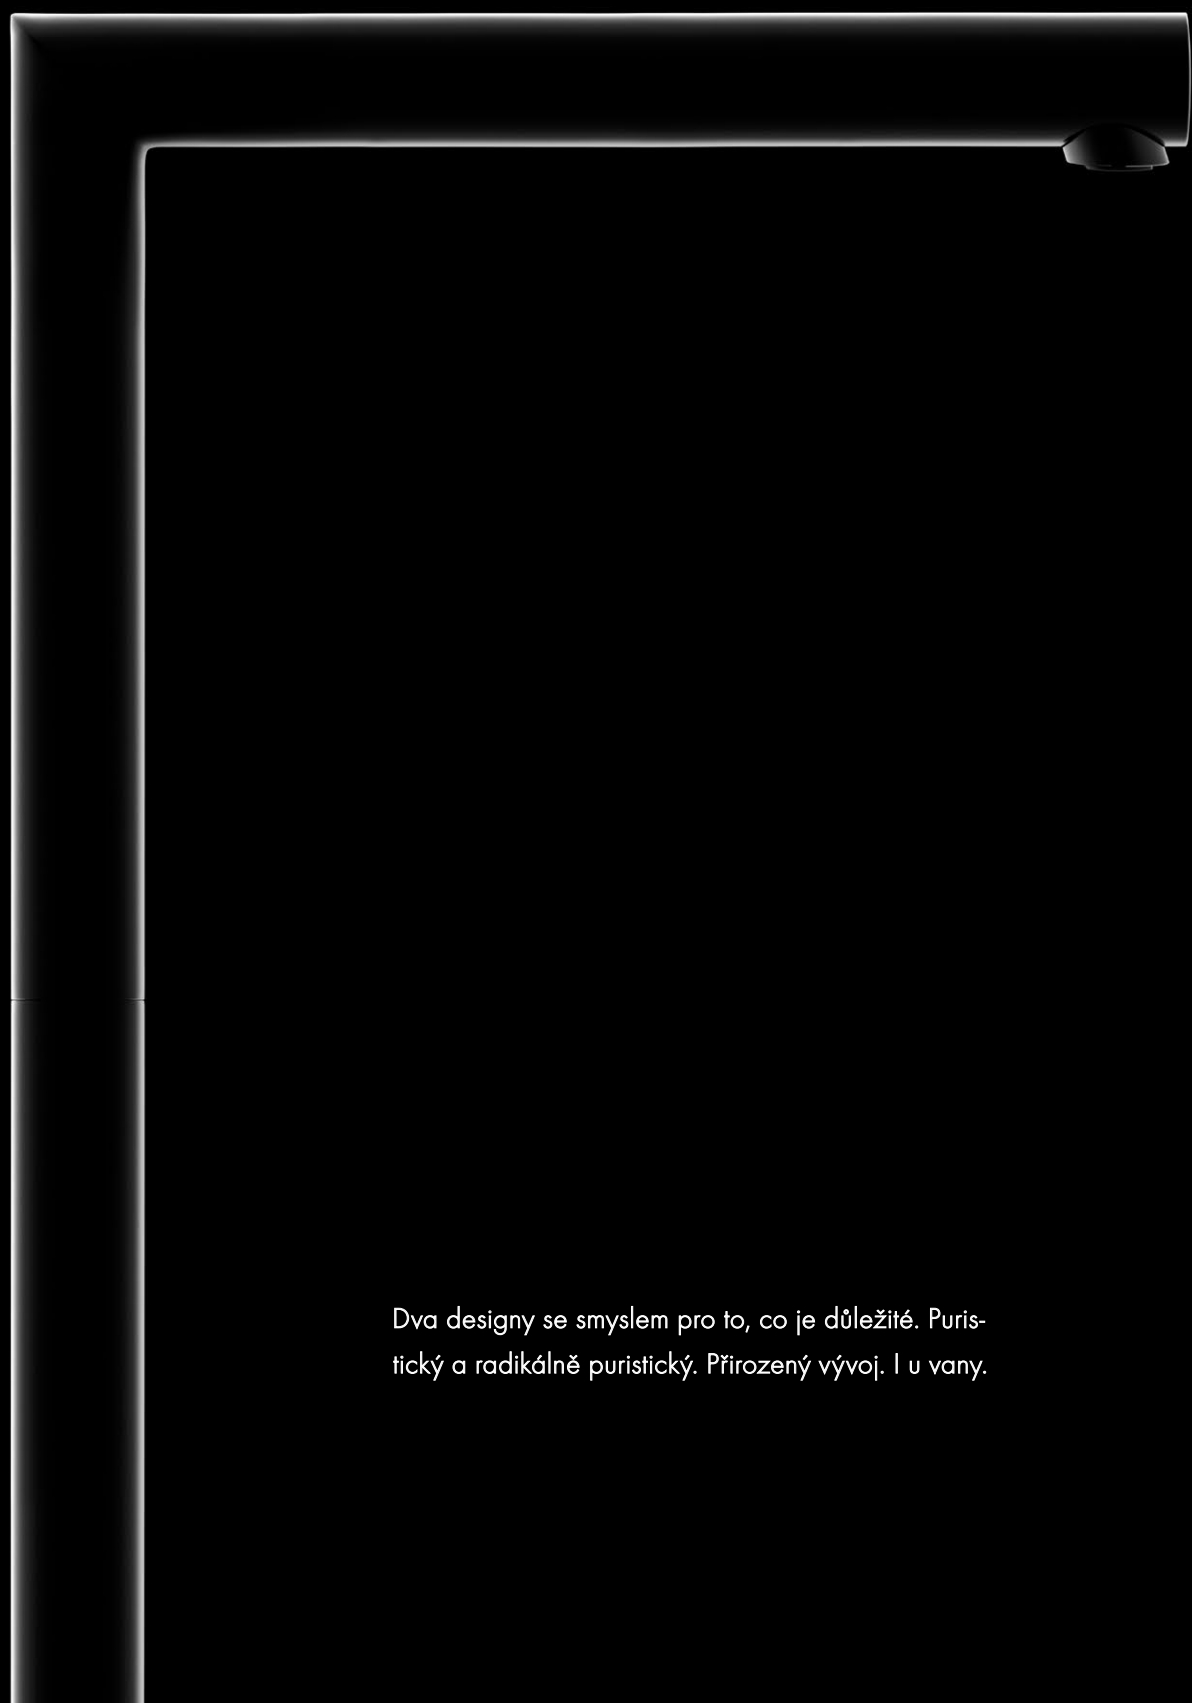 Dva designy se smyslem pro to, co je důležité. Puris-
tický a radikálně puristický. Přirozený vývoj. I u vany.